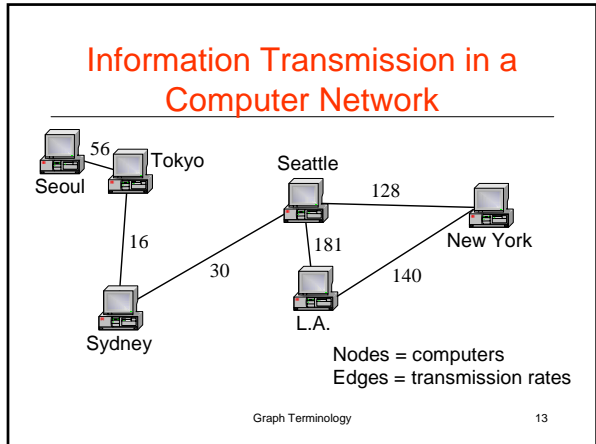 Information Transmission in a
Computer Network
56
Tokyo
Seattle
Seoul
128
New York
16
181
30
140
L.A.
Sydney
Nodes = computers
Edges = transmission rates
Graph Terminology
13